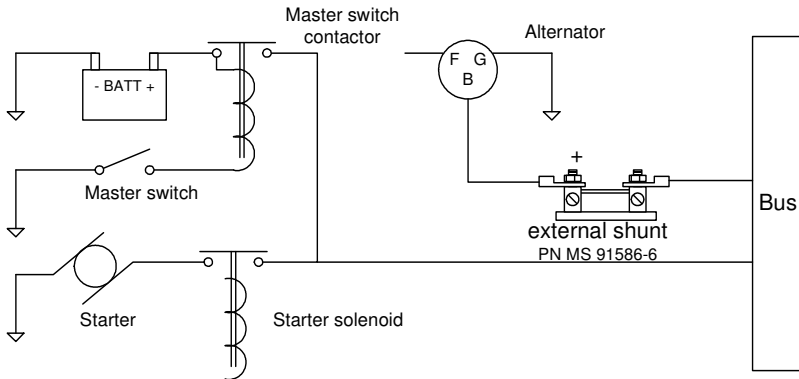 Master switch
contactor
Alternator
F G
B
- BATT +
+
Master switch
Bus
external shunt
PN MS 91586-6
Starter
Starter solenoid